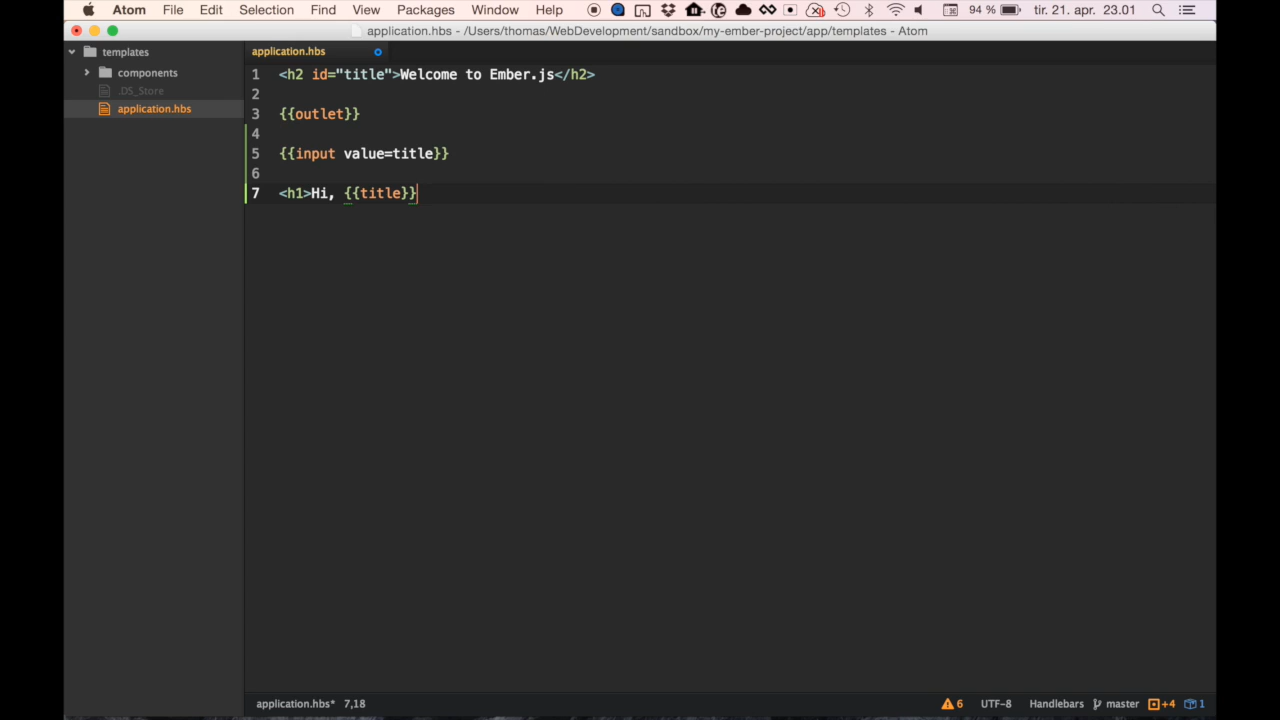 Atom File Edit Selection Find View Packages Window Help 94 % tir. 21. apr. 23.01
application.hbs - /Users/thomas/WebDevelopment/sandbox/my-ember-project/app/templates - Atom
templates
components
.DS_Store
application.hbs
application.hbs
1 <h2 id="title">Welcome to Ember.js</h2>
2
3 {{outlet}}
4
5 {{input value=title}}
6
7 <h1>Hi, {{title}}
application.hbs* 7,18 6 UTF-8 Handlebars master +4 1